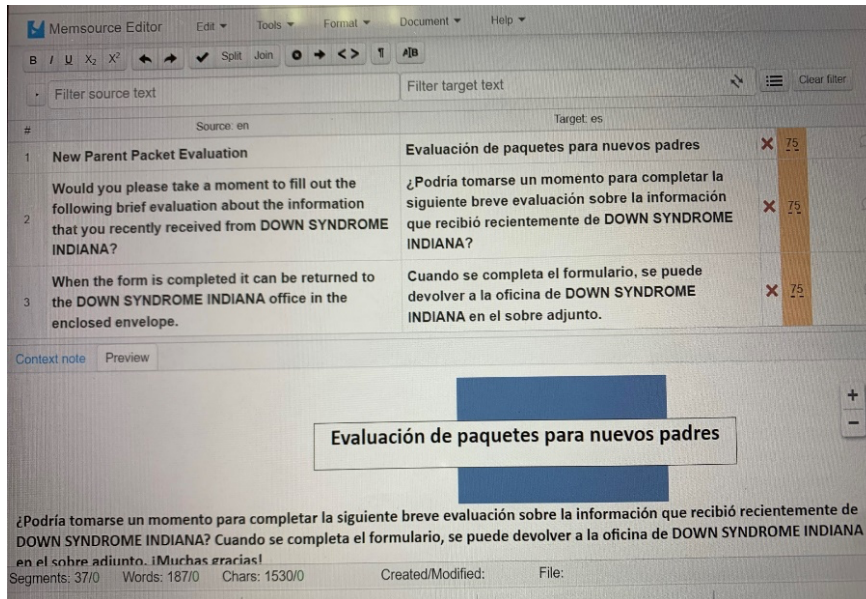 Memsource Editor Edit Tools Format Document Help
B I U X₂ X² Split Join < > ¶ A|B
Filter source text Filter target text Clear filter
# Source: en Target: es
1 New Parent Packet Evaluation Evaluación de paquetes para nuevos padres 75
2 Would you please take a moment to fill out the
following brief evaluation about the information
that you recently received from DOWN SYNDROME
INDIANA?
¿Podría tomarse un momento para completar la
siguiente breve evaluación sobre la información
que recibió recientemente de DOWN SYNDROME
INDIANA?
75
3 When the form is completed it can be returned to
the DOWN SYNDROME INDIANA office in the
enclosed envelope.
Cuando se completa el formulario, se puede
devolver a la oficina de DOWN SYNDROME
INDIANA en el sobre adjunto.
75
Context note Preview
+
−
Evaluación de paquetes para nuevos padres
¿Podría tomarse un momento para completar la siguiente breve evaluación sobre la información que recibió recientemente de
DOWN SYNDROME INDIANA? Cuando se completa el formulario, se puede devolver a la oficina de DOWN SYNDROME INDIANA
en el sobre adjunto. ¡Muchas gracias!
Segments: 37/0 Words: 187/0 Chars: 1530/0 Created/Modified: File: